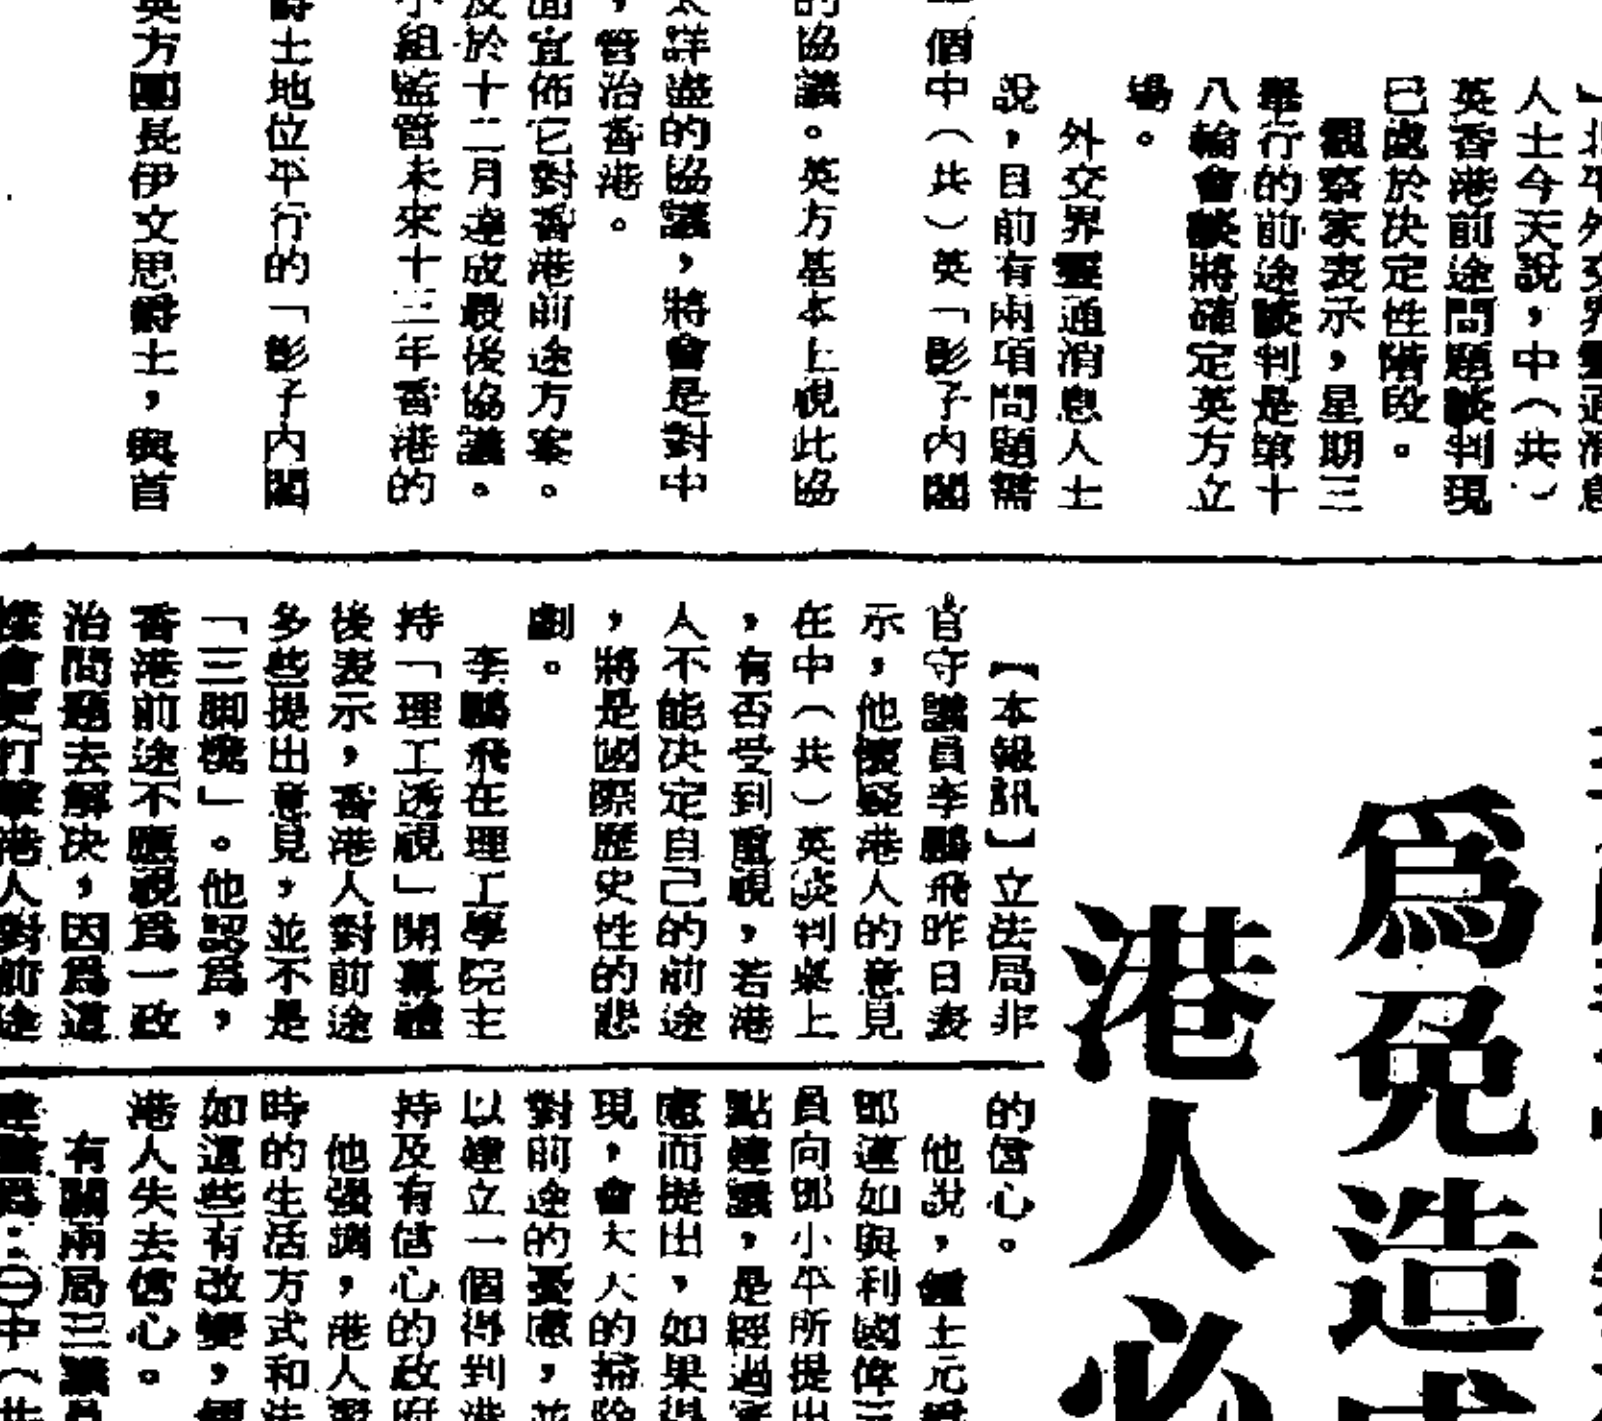 北平外交界靈通消息
人士今天說，中（共）
英香港前途問題談判現
已處於決定性階段。
觀察家表示，星期三
舉行的前途談判是第十
八輪會談將確定英方立
場。
外交界靈通消息人士
說，目前有兩項問題需
個中（共）英「影子內閣
的協議。英方基本上視此協
詳盡的協議，將會是對中
，管治香港。
面宣佈它對香港前途方案。
及於十二月達成最後協議。
小組監管未來十三年香港的
爵士地位平行的「影子內閣
英方團長伊文思爵士，與首
為免造成
港人必
【本報訊】立法局非
官守議員李鵬飛昨日表
示，他懷疑港人的意見
在中（共）英談判桌上
，有否受到重視，若港
人不能決定自己的前途
，將是國際歷史性的悲
劇。
李鵬飛在理工學院主
持「理工透視」開幕禮
後表示，香港人對前途
多些提出意見，並不是
「三脚櫈」。他認為，
香港前途不應視為一政
治問題去解決，因為這
樣會更打擊港人對前途
的信心。
他說，鍾士元
鄧蓮如與利國偉三
員向鄧小平所提出
點建議，是經過
慮而提出，如果得
現，會大大的掃除
對前途的憂慮，並
以建立一個得到港
持及有信心的政府
他強調，港人
時的生活方式和法
如這些有改變，
港人失去信心。
有關兩局三議員
建議為：㊀中（共